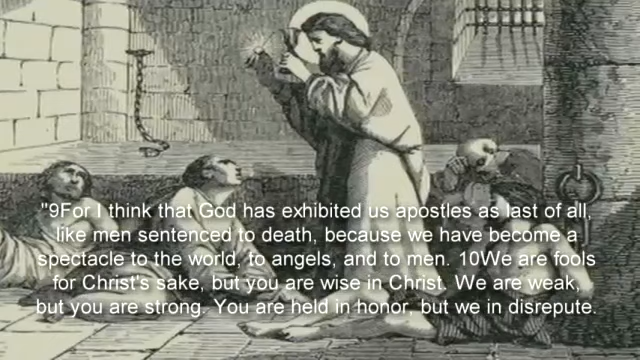 "9For I think that God has exhibited us apostles as last of all,
like men sentenced to death, because we have become a
spectacle to the world, to angels, and to men. 10We are fools
for Christ's sake, but you are wise in Christ. We are weak,
but you are strong. You are held in honor, but we in disrepute.